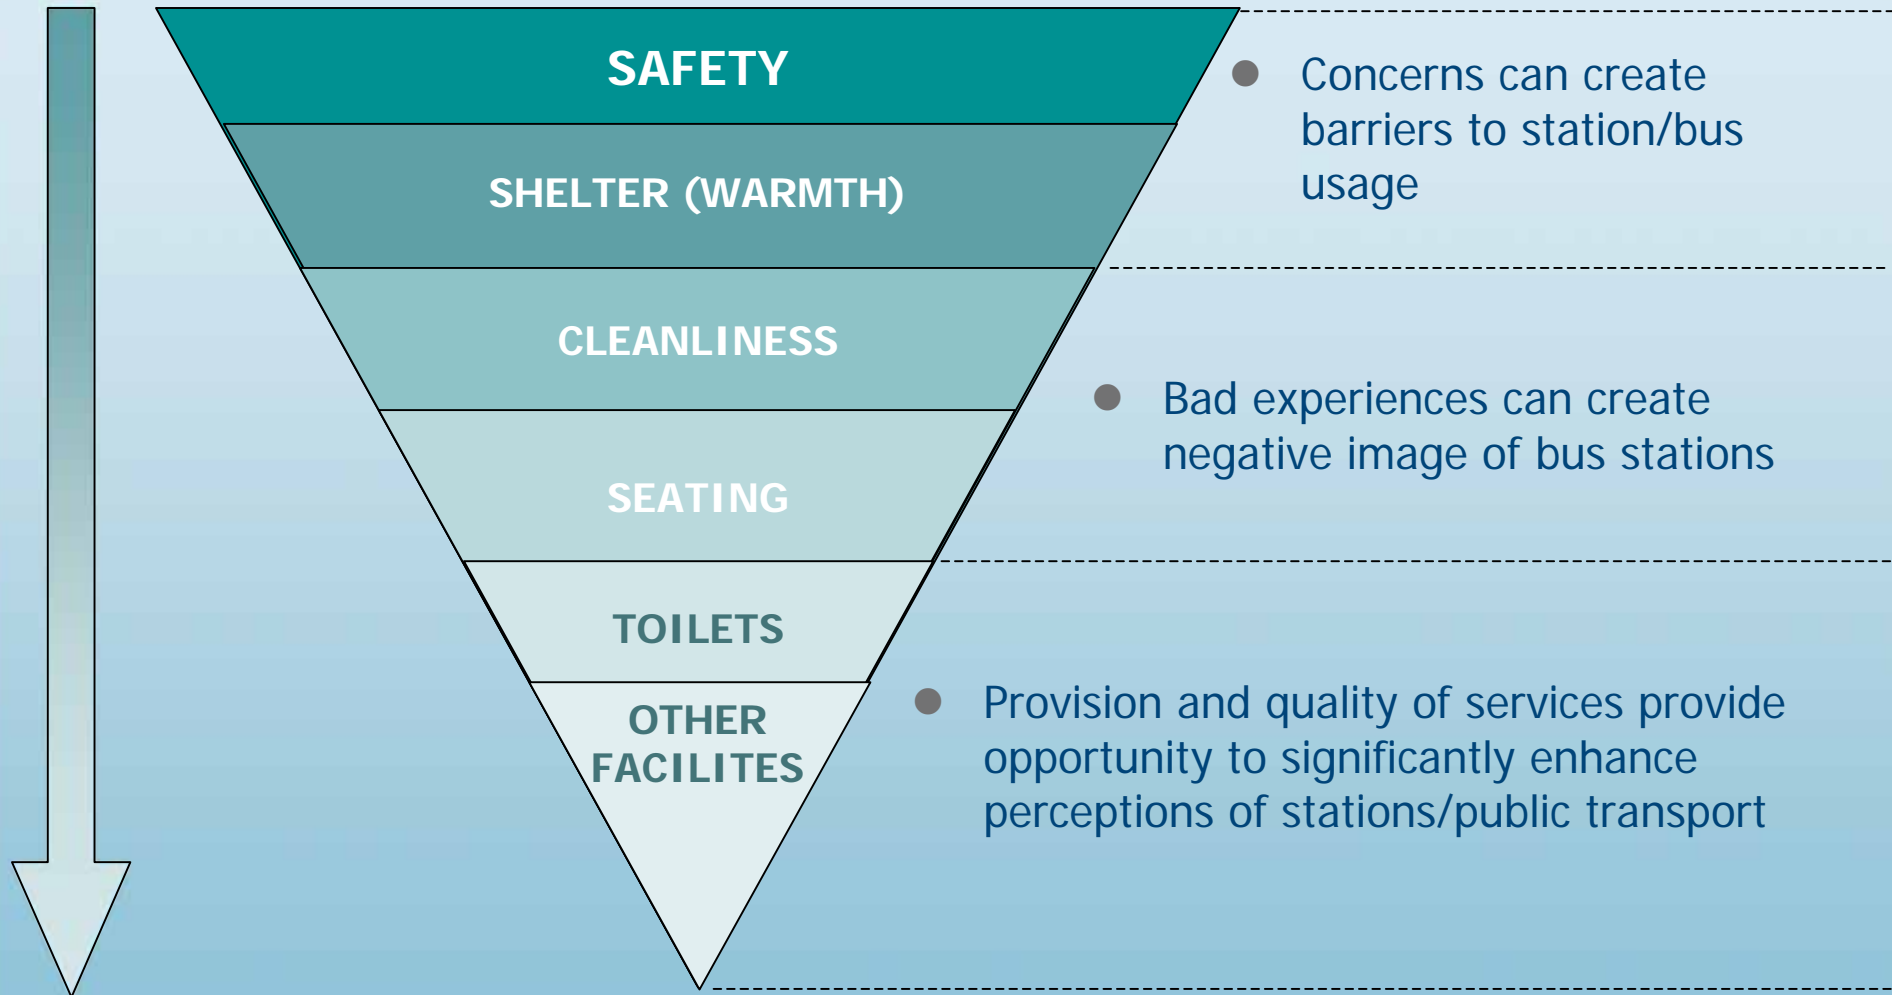 SAFETY
● Concerns can create
barriers to station/bus
usage
SHELTER (WARMTH)
CLEANLINESS
● Bad experiences can create
negative image of bus stations
SEATING
TOILETS
OTHER
FACILITES
● Provision and quality of services provide
opportunity to significantly enhance
perceptions of stations/public transport